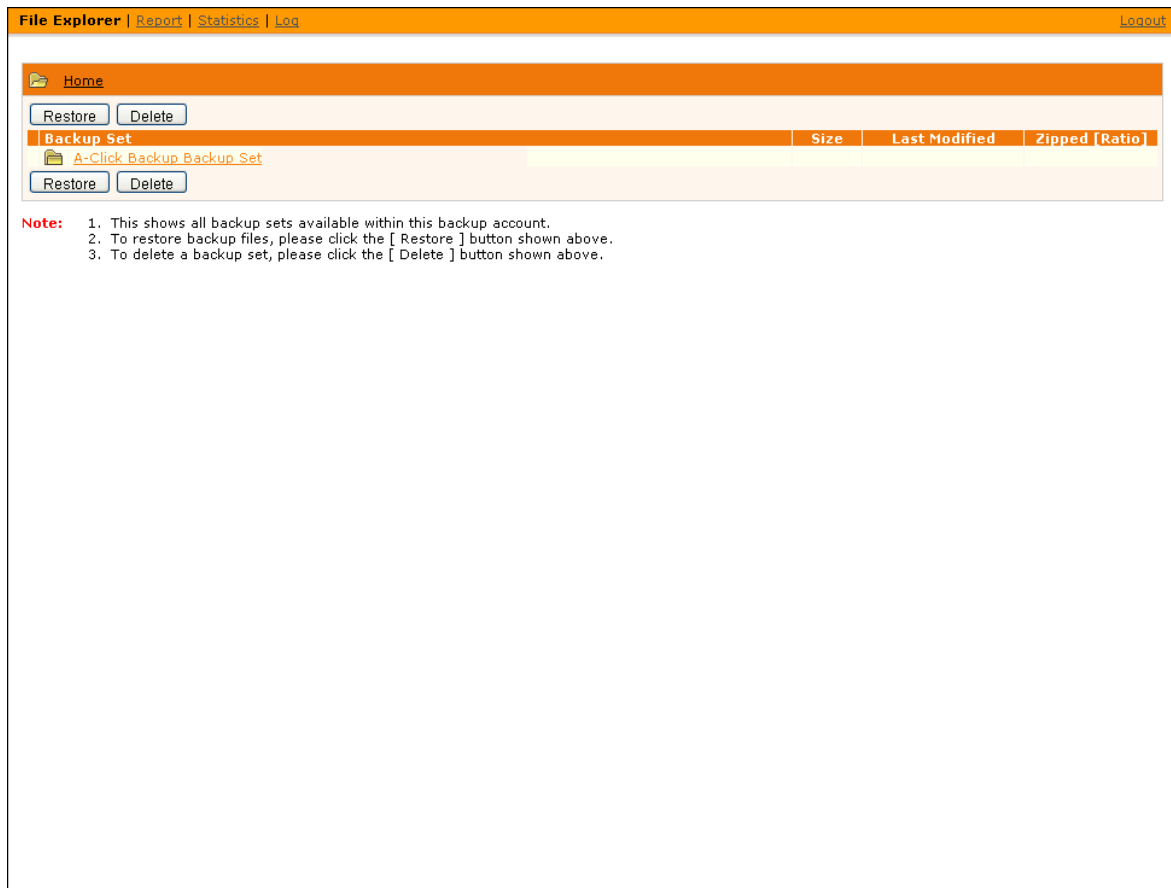 File Explorer | Report | Statistics | Log Logout
Home
Restore Delete
Backup Set Size Last Modified Zipped [Ratio]
A-Click Backup Backup Set
Restore Delete
Note: 1. This shows all backup sets available within this backup account.
2. To restore backup files, please click the [ Restore ] button shown above.
3. To delete a backup set, please click the [ Delete ] button shown above.